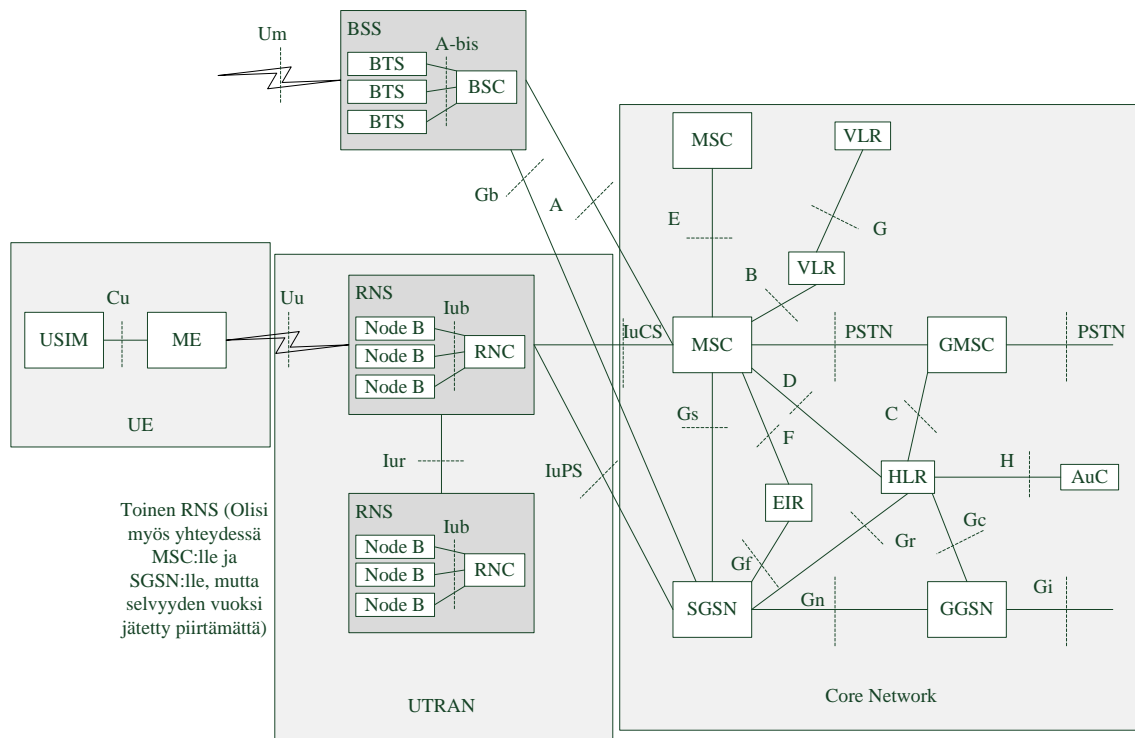 BSS
Um
A-bis
BTS
BTS
BTS
BSC
Gb
A
MSC
VLR
E
G
VLR
B
Cu
USIM
ME
UE
Uu
RNS
Iub
Node B
Node B
Node B
RNC
IuCS
MSC
PSTN
GMSC
PSTN
D
C
Gs
F
Iur
IuPS
HLR
H
AuC
EIR
Toinen RNS (Olisi
myös yhteydessä
MSC:lle ja
SGSN:lle, mutta
selvyyden vuoksi
jätetty piirtämättä)
RNS
Iub
Node B
Node B
Node B
RNC
Gf
Gr
Gc
SGSN
Gn
GGSN
Gi
UTRAN
Core Network